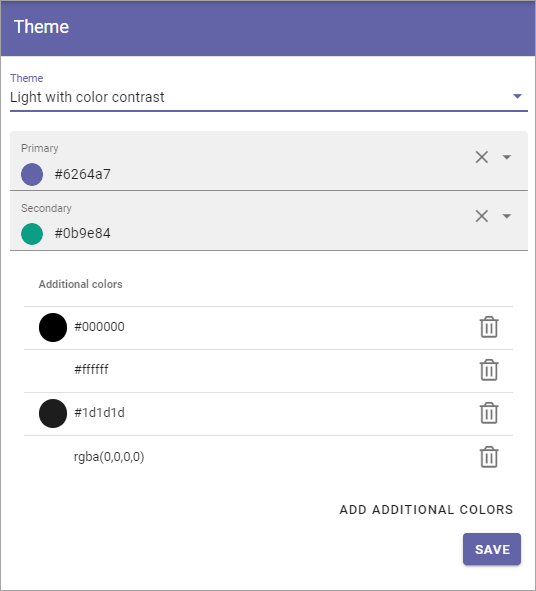 Theme
Theme
Light with color contrast
Primary
#6264a7
Secondary
#0b9e84
Additional colors
#000000
#ffffff
#1d1d1d
rgba(0,0,0,0)
ADD ADDITIONAL COLORS
SAVE